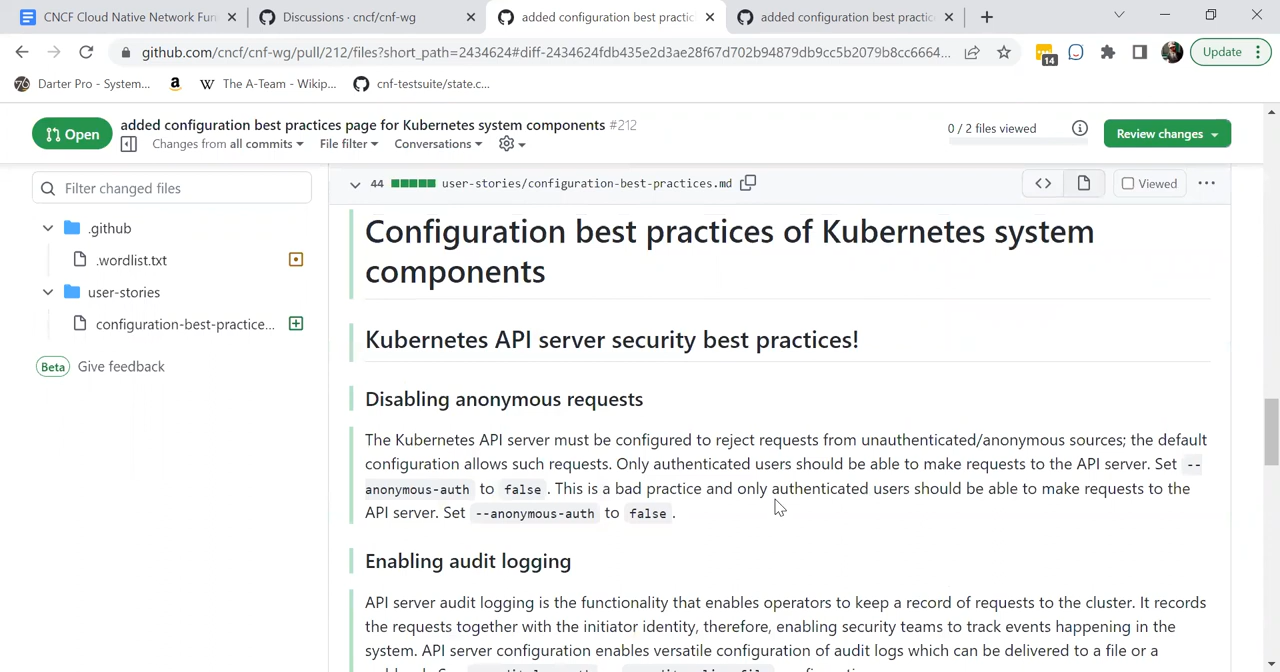 CNCF Cloud Native Network Fun
Discussions · cncf/cnf-wg
added configuration best practic
added configuration best practic
github.com/cncf/cnf-wg/pull/212/files?short_path=2434624#diff-2434624fdb435e2d3ae28f67d702b94879db9cc5b2079b8cc6664...
14
Update
Darter Pro - System...
The A-Team - Wikip...
cnf-testsuite/state.c...
Open
added configuration best practices page for Kubernetes system components #212
Changes from all commits
File filter
Conversations
0 / 2 files viewed
Review changes
Filter changed files
.github
.wordlist.txt
user-stories
configuration-best-practice...
Beta Give feedback
44 user-stories/configuration-best-practices.md
Viewed
Configuration best practices of Kubernetes system
components
Kubernetes API server security best practices!
Disabling anonymous requests
The Kubernetes API server must be configured to reject requests from unauthenticated/anonymous sources; the default
configuration allows such requests. Only authenticated users should be able to make requests to the API server. Set --
anonymous-auth to false . This is a bad practice and only authenticated users should be able to make requests to the
API server. Set --anonymous-auth to false .
Enabling audit logging
API server audit logging is the functionality that enables operators to keep a record of requests to the cluster. It records
the requests together with the initiator identity, therefore, enabling security teams to track events happening in the
system. API server configuration enables versatile configuration of audit logs which can be delivered to a file or a